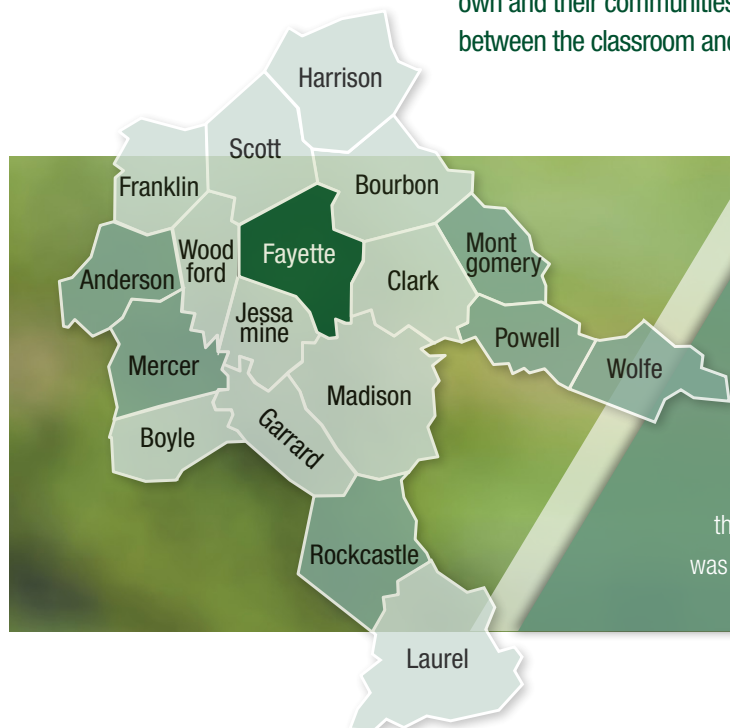 own and their communities
between the classroom and
Harrison
Scott
Franklin
Bourbon
Wood
ford
Fayette
Mont
gomery
Anderson
Clark
Jessa
mine
Powell
Wolfe
Mercer
Madison
Boyle
Garrard
th
was
Rockcastle
Laurel